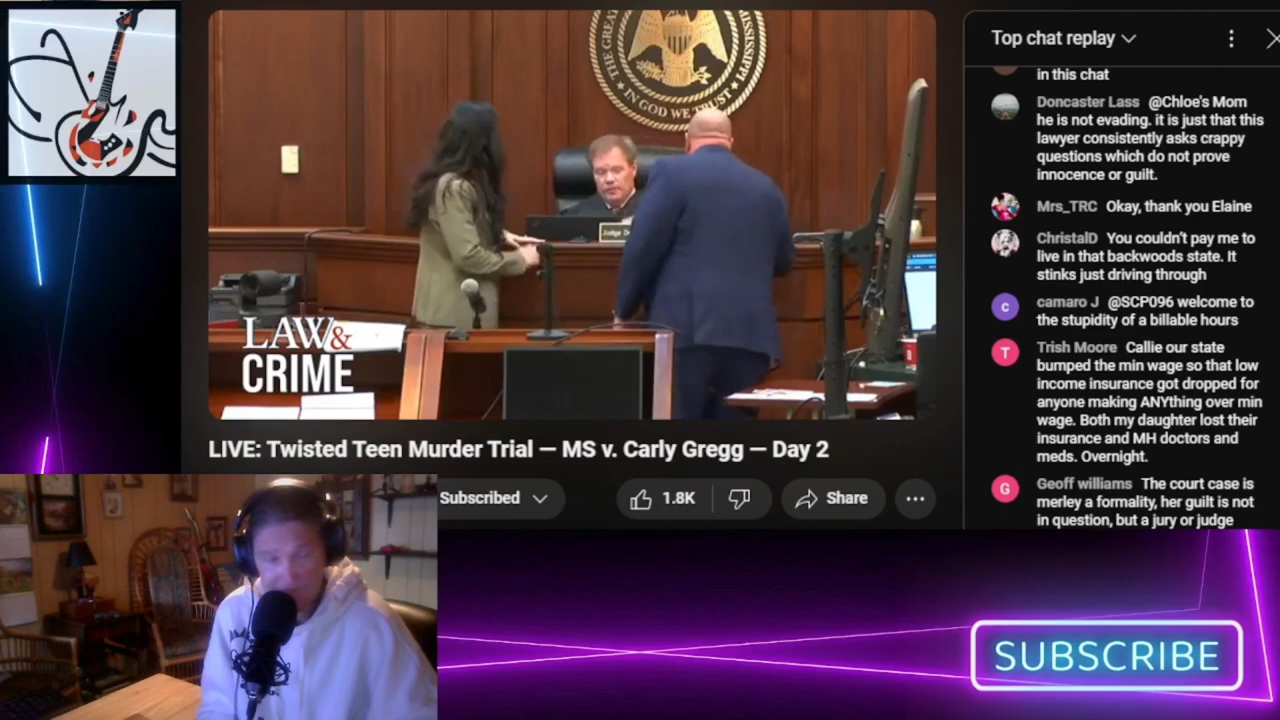 THE GREAT
MISSISSIPPI
IN GOD WE TRUST
Judge
LAW&
CRIME
LIVE: Twisted Teen Murder Trial — MS v. Carly Gregg — Day 2
Subscribed
1.8K
Share
Top chat replay
in this chat
Doncaster Lass @Chloe's Mom
he is not evading. it is just that this
lawyer consistently asks crappy
questions which do not prove
innocence or guilt.
Mrs_TRC Okay, thank you Elaine
ChristalD You couldn't pay me to
live in that backwoods state. It
stinks just driving through
c
camaro J @SCP096 welcome to
the stupidity of a billable hours
T
Trish Moore Callie our state
bumped the min wage so that low
income insurance got dropped for
anyone making ANYthing over min
wage. Both my daughter lost their
insurance and MH doctors and
meds. Overnight.
G
Geoff williams The court case is
merley a formality, her guilt is not
in question, but a jury or judge
SUBSCRIBE